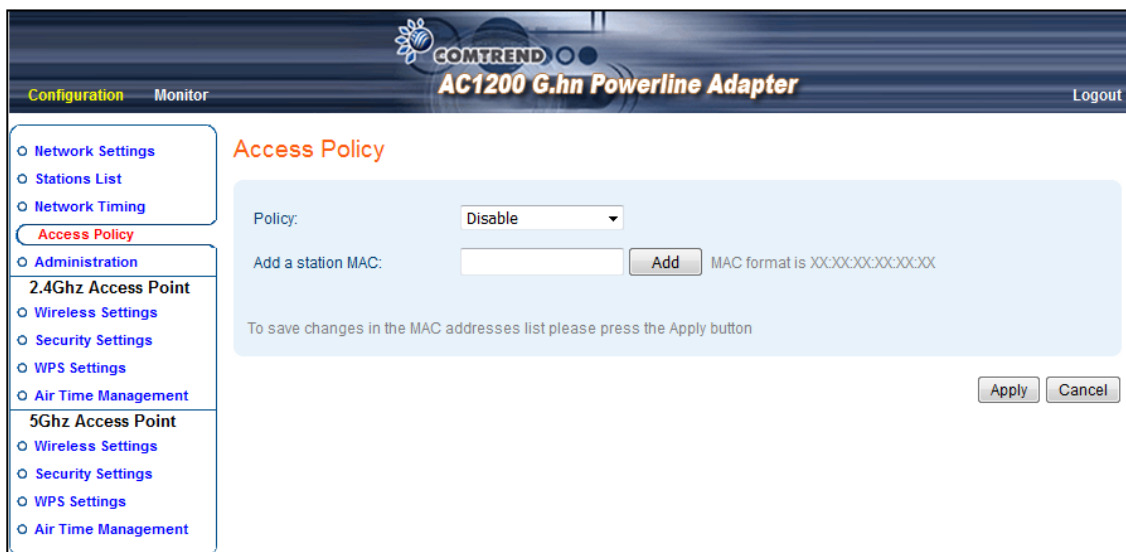 COMTREND
AC1200 G.hn Powerline Adapter
Configuration Monitor Logout
Network Settings
Stations List
Network Timing
Access Policy
Administration
2.4Ghz Access Point
Wireless Settings
Security Settings
WPS Settings
Air Time Management
5Ghz Access Point
Wireless Settings
Security Settings
WPS Settings
Air Time Management
Access Policy
Policy: Disable
Add a station MAC: Add MAC format is XX:XX:XX:XX:XX:XX
To save changes in the MAC addresses list please press the Apply button
Apply Cancel